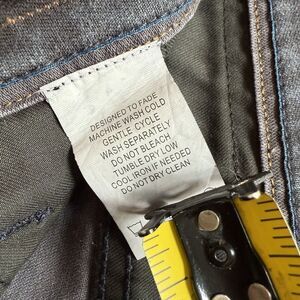 DESIGNED TO FADE
MACHINE WASH COLD
GENTLE CYCLE
WASH SEPARATELY
DO NOT BLEACH
TUMBLE DRY LOW
COOL IRON IF NEEDED
DO NOT DRY CLEAN